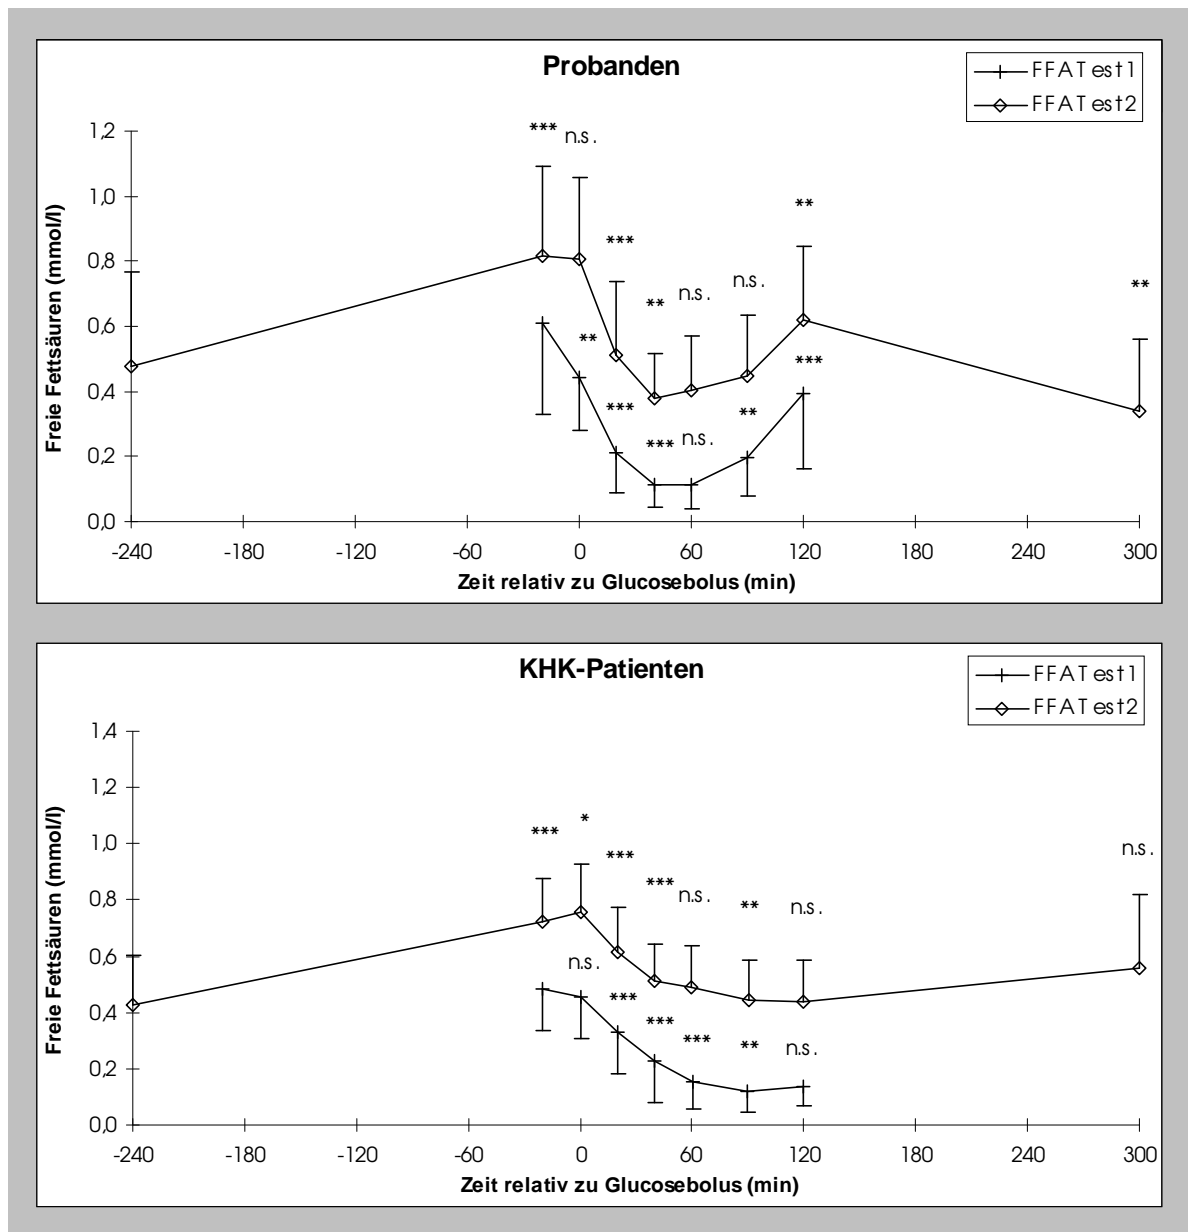 Probanden
FFATest1
FFATest2
Freie Fettsäuren (mmol/l)
1,2
1,0
0,8
0,6
0,4
0,2
0,0
*** n.s.
*** ** n.s. n.s. ** **
** *** *** n.s. ** ***
-240 -180 -120 -60 0 60 120 180 240 300
Zeit relativ zu Glucosebolus (min)
KHK-Patienten
FFATest1
FFATest2
Freie Fettsäuren (mmol/l)
1,4
1,2
1,0
0,8
0,6
0,4
0,2
0,0
*** * *** *** n.s. ** n.s. n.s.
n.s. *** *** *** ** n.s.
-240 -180 -120 -60 0 60 120 180 240 300
Zeit relativ zu Glucosebolus (min)